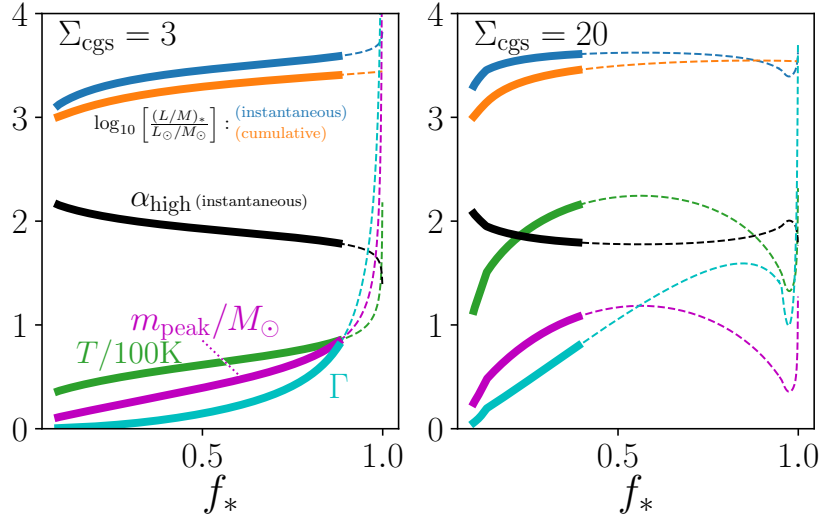 Σcgs = 3
Σcgs = 20
4
3
2
1
0
log10 [(L/M)* / L⊙/M⊙] : (instantaneous)
(cumulative)
αhigh (instantaneous)
mpeak/M⊙
T/100K
Γ
0.5 1.0
f*
4
3
2
1
0
0.5 1.0
f*